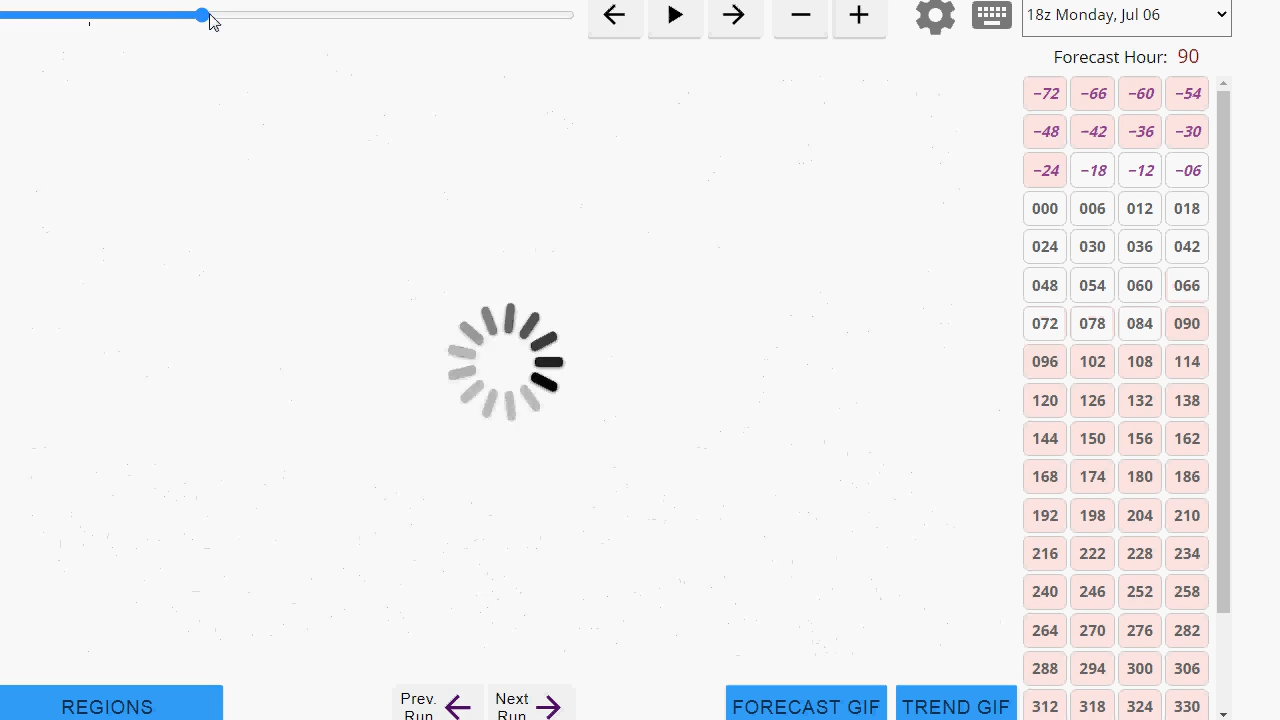 18z Monday, Jul 06
Forecast Hour: 90
−72 −66 −60 −54
−48 −42 −36 −30
−24 −18 −12 −06
000 006 012 018
024 030 036 042
048 054 060 066
072 078 084 090
096 102 108 114
120 126 132 138
144 150 156 162
168 174 180 186
192 198 204 210
216 222 228 234
240 246 252 258
264 270 276 282
288 294 300 306
312 318 324 330
REGIONS
Prev.
Run
Next
Run
FORECAST GIF
TREND GIF